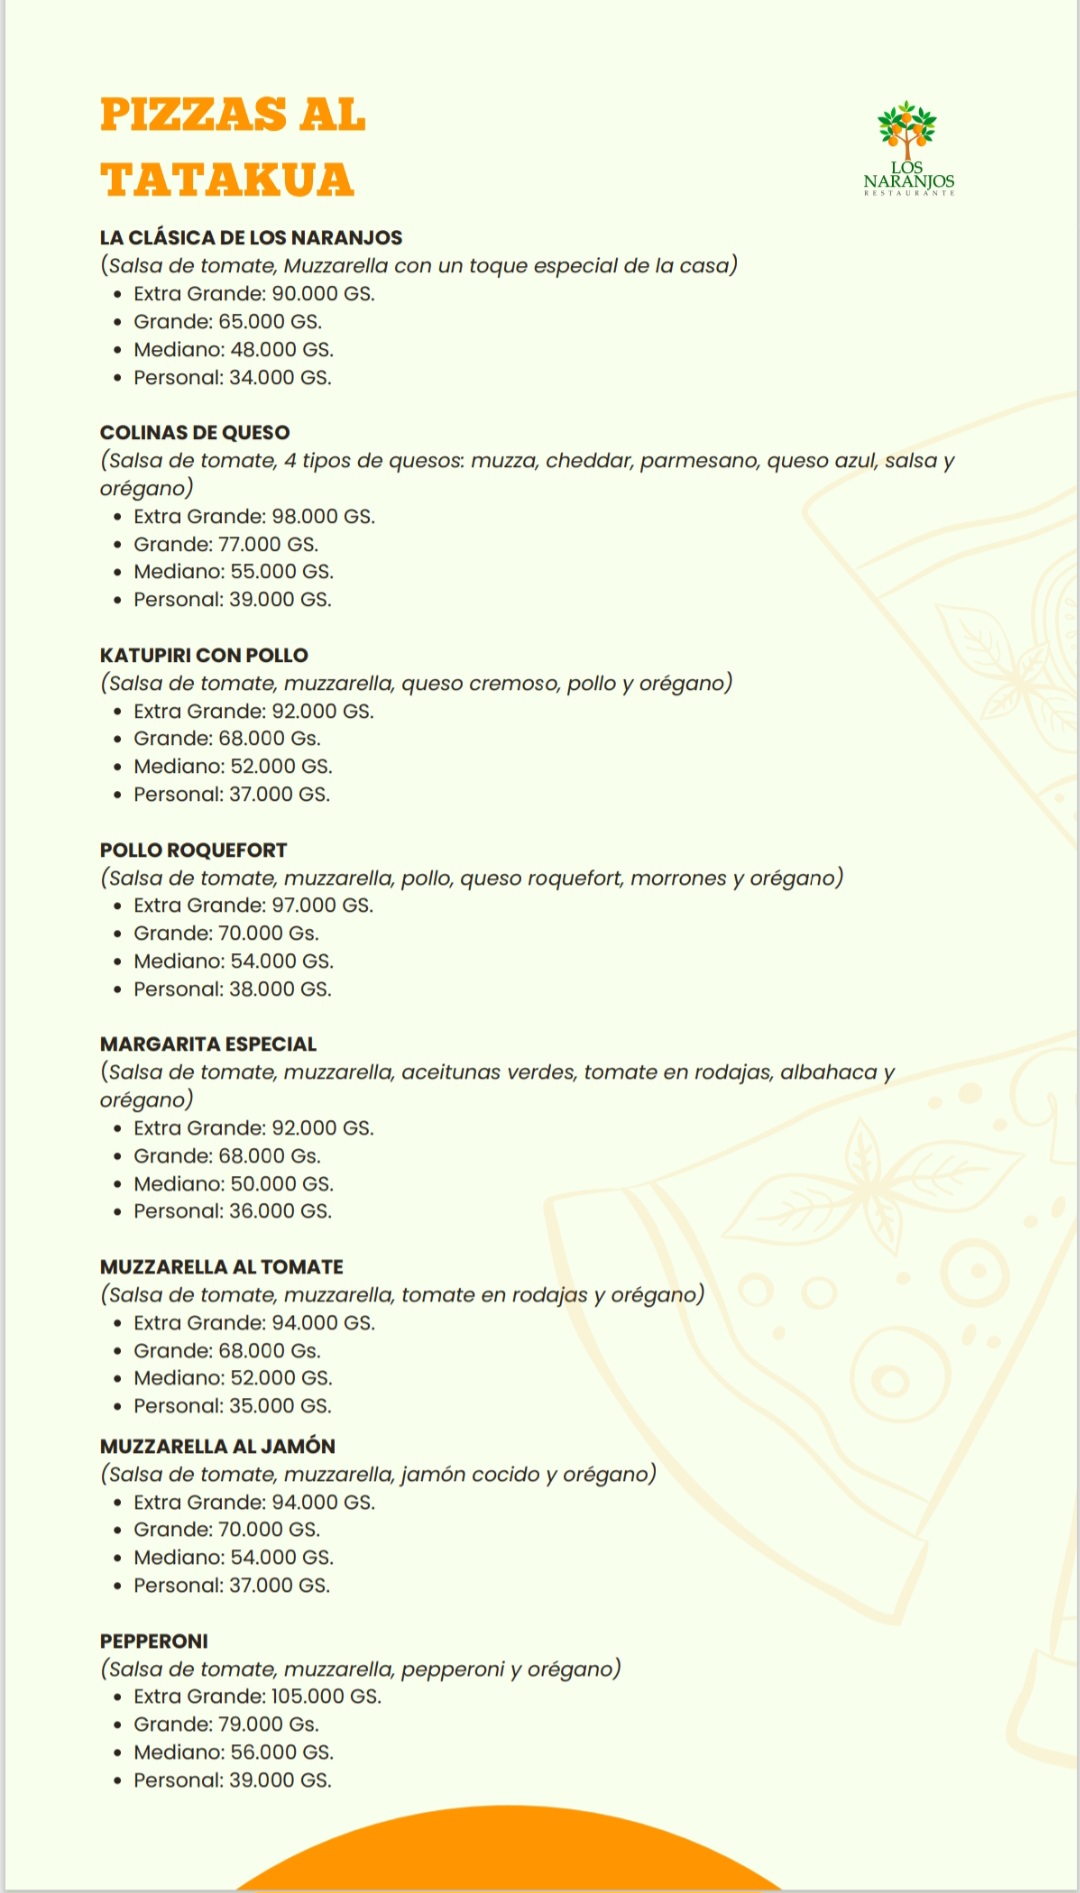 PIZZAS AL
TATAKUA
LOS
NARANJOS
RESTAURANTE
LA CLÁSICA DE LOS NARANJOS
(Salsa de tomate, Muzzarella con un toque especial de la casa)
• Extra Grande: 90.000 GS.
• Grande: 65.000 GS.
• Mediano: 48.000 GS.
• Personal: 34.000 GS.
COLINAS DE QUESO
(Salsa de tomate, 4 tipos de quesos: muzza, cheddar, parmesano, queso azul, salsa y
orégano)
• Extra Grande: 98.000 GS.
• Grande: 77.000 GS.
• Mediano: 55.000 GS.
• Personal: 39.000 GS.
KATUPIRI CON POLLO
(Salsa de tomate, muzzarella, queso cremoso, pollo y orégano)
• Extra Grande: 92.000 GS.
• Grande: 68.000 Gs.
• Mediano: 52.000 GS.
• Personal: 37.000 GS.
POLLO ROQUEFORT
(Salsa de tomate, muzzarella, pollo, queso roquefort, morrones y orégano)
• Extra Grande: 97.000 GS.
• Grande: 70.000 Gs.
• Mediano: 54.000 GS.
• Personal: 38.000 GS.
MARGARITA ESPECIAL
(Salsa de tomate, muzzarella, aceitunas verdes, tomate en rodajas, albahaca y
orégano)
• Extra Grande: 92.000 GS.
• Grande: 68.000 Gs.
• Mediano: 50.000 GS.
• Personal: 36.000 GS.
MUZZARELLA AL TOMATE
(Salsa de tomate, muzzarella, tomate en rodajas y orégano)
• Extra Grande: 94.000 GS.
• Grande: 68.000 Gs.
• Mediano: 52.000 GS.
• Personal: 35.000 GS.
MUZZARELLA AL JAMÓN
(Salsa de tomate, muzzarella, jamón cocido y orégano)
• Extra Grande: 94.000 GS.
• Grande: 70.000 GS.
• Mediano: 54.000 GS.
• Personal: 37.000 GS.
PEPPERONI
(Salsa de tomate, muzzarella, pepperoni y orégano)
• Extra Grande: 105.000 GS.
• Grande: 79.000 Gs.
• Mediano: 56.000 GS.
• Personal: 39.000 GS.